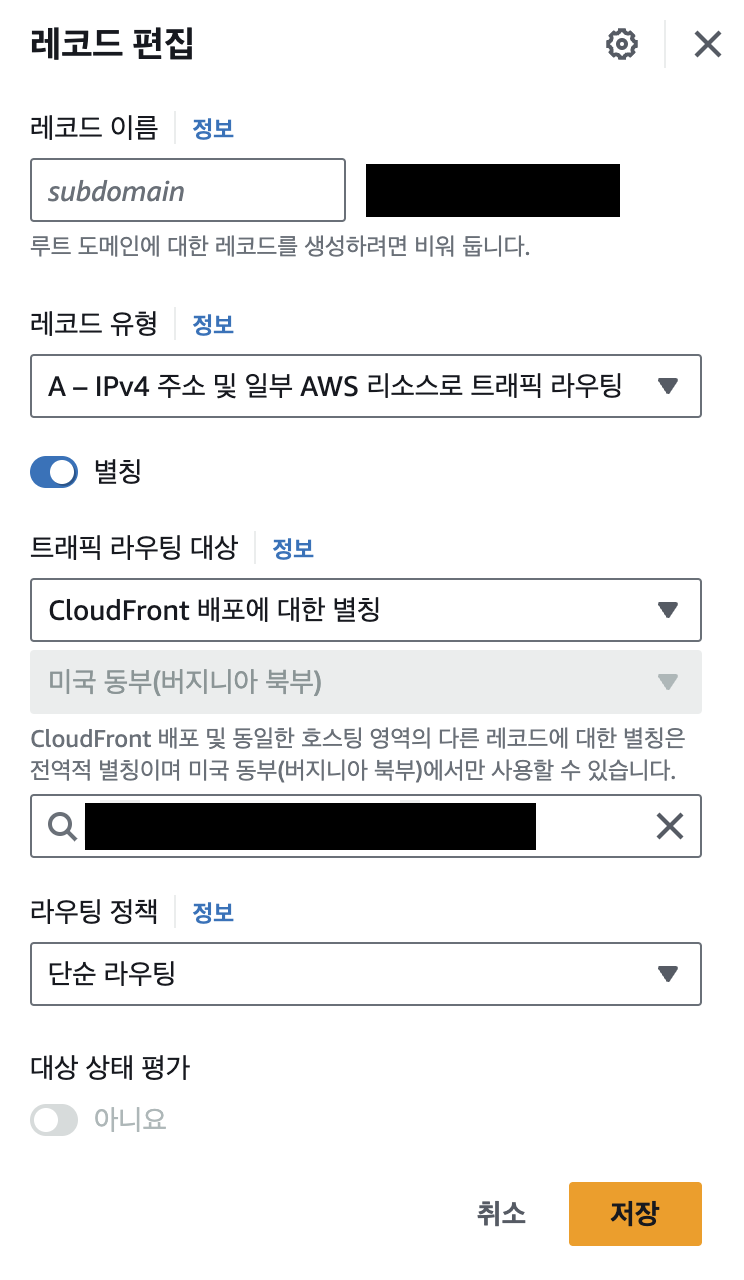 레코드 편집
레코드 이름 정보
subdomain
루트 도메인에 대한 레코드를 생성하려면 비워 둡니다.
레코드 유형 정보
A – IPv4 주소 및 일부 AWS 리소스로 트래픽 라우팅
별칭
트래픽 라우팅 대상 정보
CloudFront 배포에 대한 별칭
미국 동부(버지니아 북부)
CloudFront 배포 및 동일한 호스팅 영역의 다른 레코드에 대한 별칭은
전역적 별칭이며 미국 동부(버지니아 북부)에서만 사용할 수 있습니다.
라우팅 정책 정보
단순 라우팅
대상 상태 평가
아니요
취소 저장